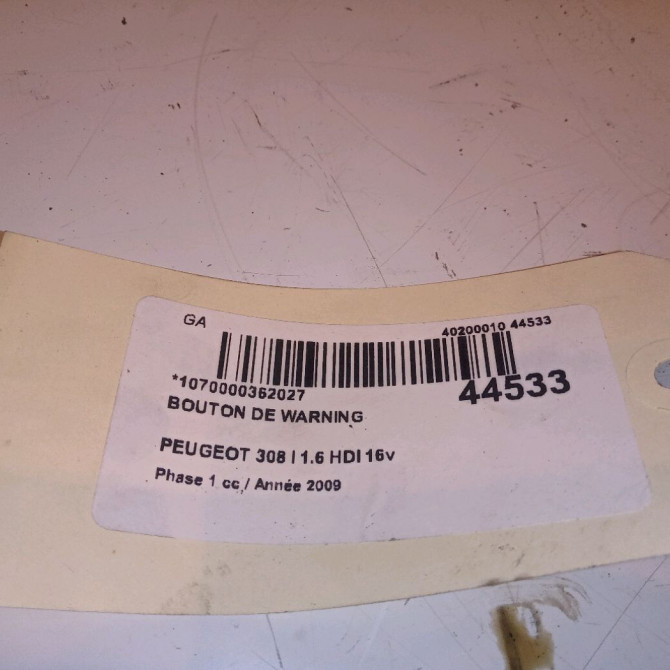 GA
40200010 44533
*1070000362027
44533
BOUTON DE WARNING
PEUGEOT 308 I 1.6 HDI 16v
Phase 1 cc / Année 2009